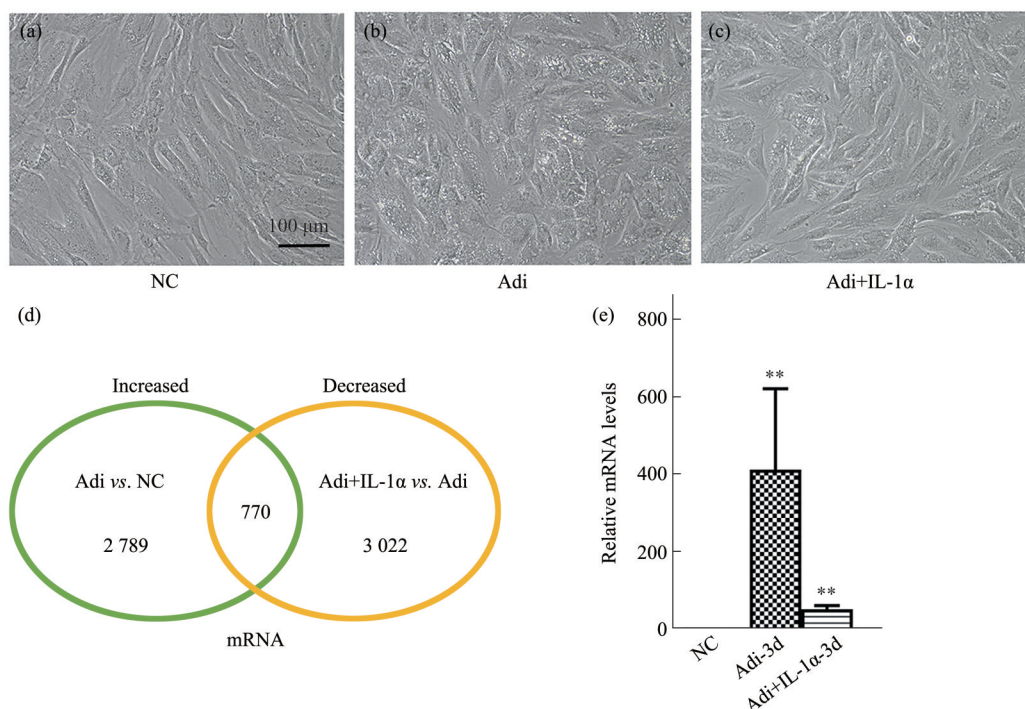 (a)
(b)
(c)
100 μm
NC
Adi
Adi+IL-1α
(d)
Increased
Decreased
Adi vs. NC
Adi+IL-1α vs. Adi
770
2 789
3 022
mRNA
(e)
Relative mRNA levels
800
600
400
200
0
**
**
NC
Adi-3d
Adi+IL-1α-3d